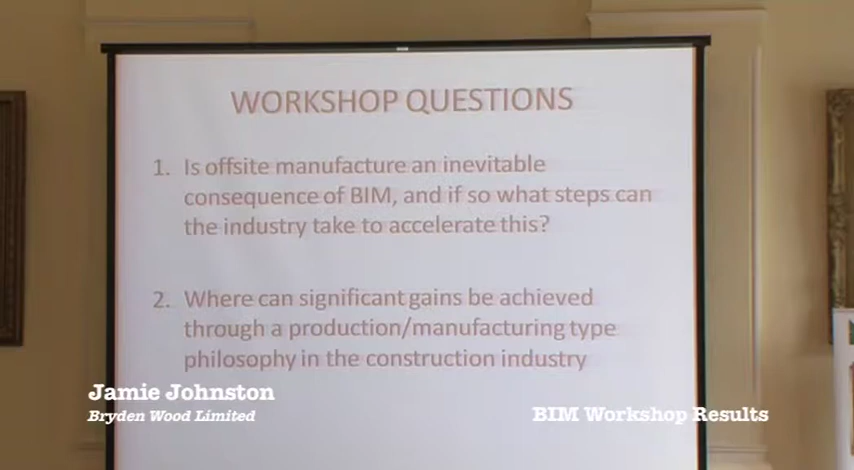 WORKSHOP QUESTIONS
1. Is offsite manufacture an inevitable
consequence of BIM, and if so what steps can
the industry take to accelerate this?
2. Where can significant gains be achieved
through a production/manufacturing type
philosophy in the construction industry
Jamie Johnston
Bryden Wood Limited
BIM Workshop Results